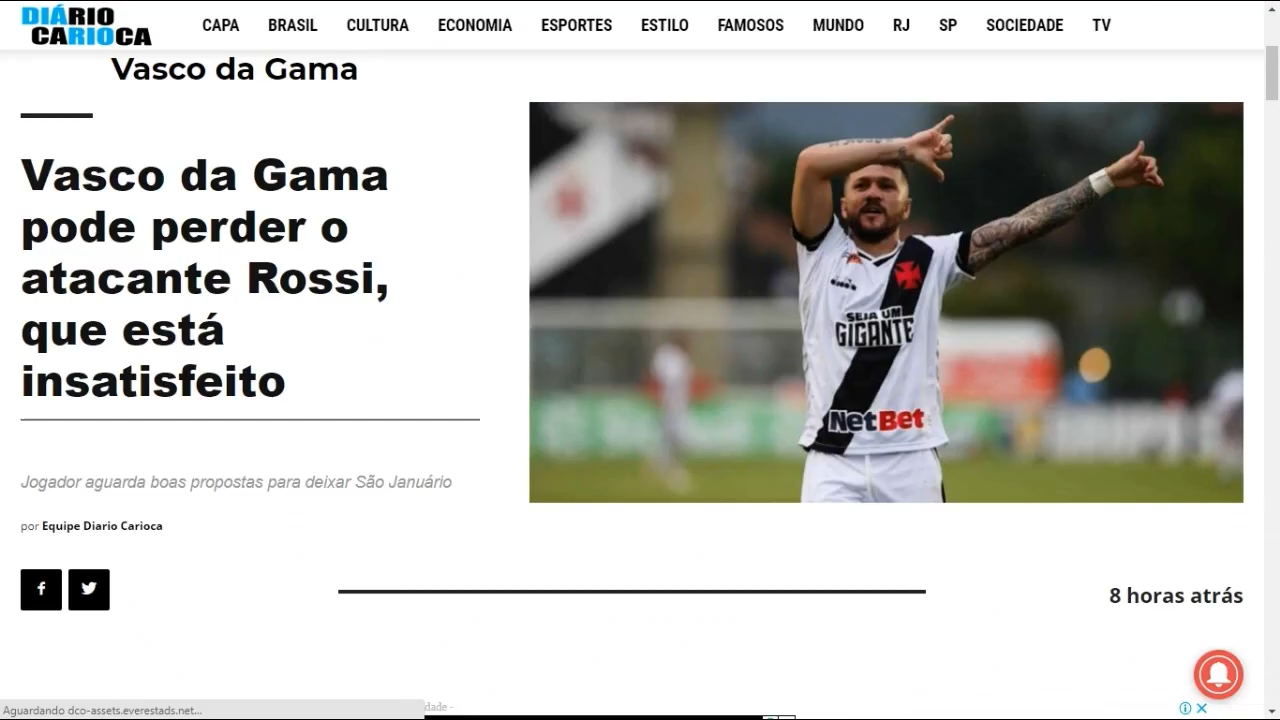 DIÁRIO
CARIOCA
CAPA BRASIL CULTURA ECONOMIA ESPORTES ESTILO FAMOSOS MUNDO RJ SP SOCIEDADE TV
Vasco da Gama
Vasco da Gama
pode perder o
atacante Rossi,
que está
insatisfeito
Jogador aguarda boas propostas para deixar São Januário
por Equipe Diario Carioca
SEJA UM
GIGANTE
NetBet
8 horas atrás
Aguardando dco-assets.everestads.net...
dade -